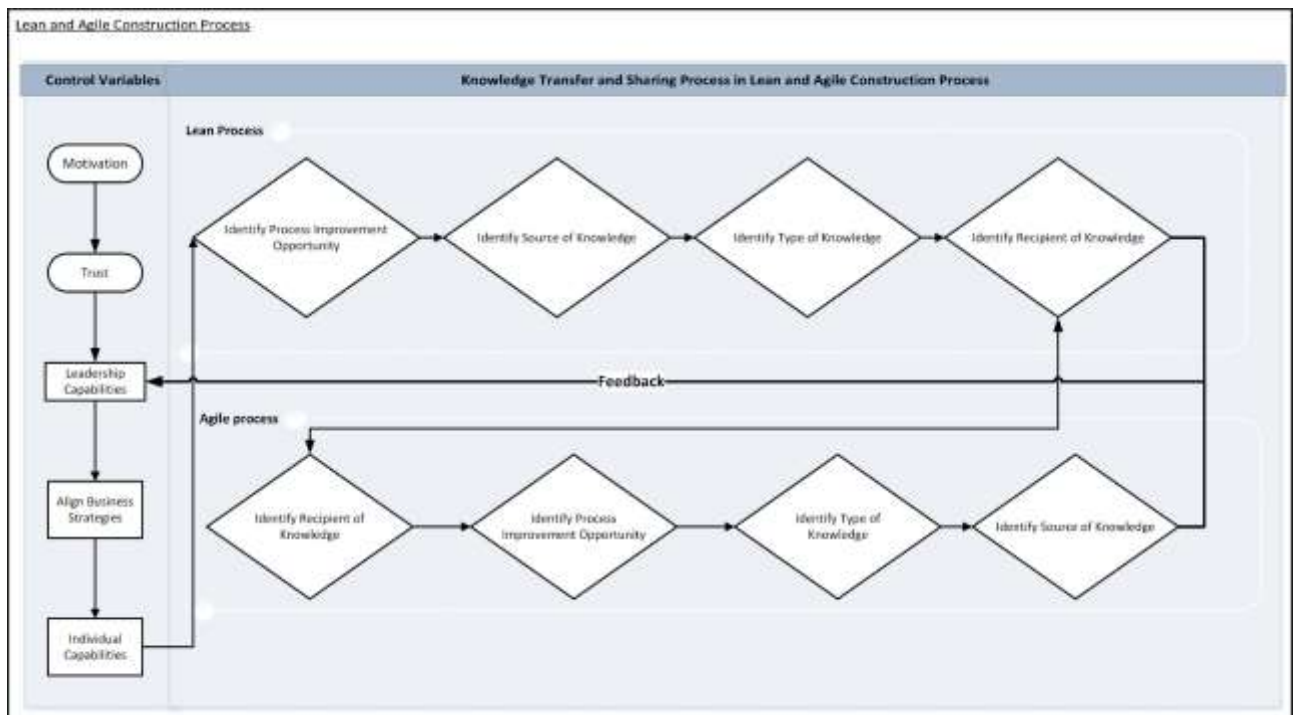 Lean and Agile Construction Process
Control Variables
Knowledge Transfer and Sharing Process in Lean and Agile Construction Process
Motivation
Trust
Leadership
Capabilities
Align Business
Strategies
Individual
Capabilities
Lean Process
Identify Process Improvement
Opportunity
Identify Source of Knowledge
Identify Type of Knowledge
Identify Recipient of Knowledge
Feedback
Agile process
Identify Recipient of
Knowledge
Identify Process
Improvement Opportunity
Identify Type of
Knowledge
Identify Source of Knowledge